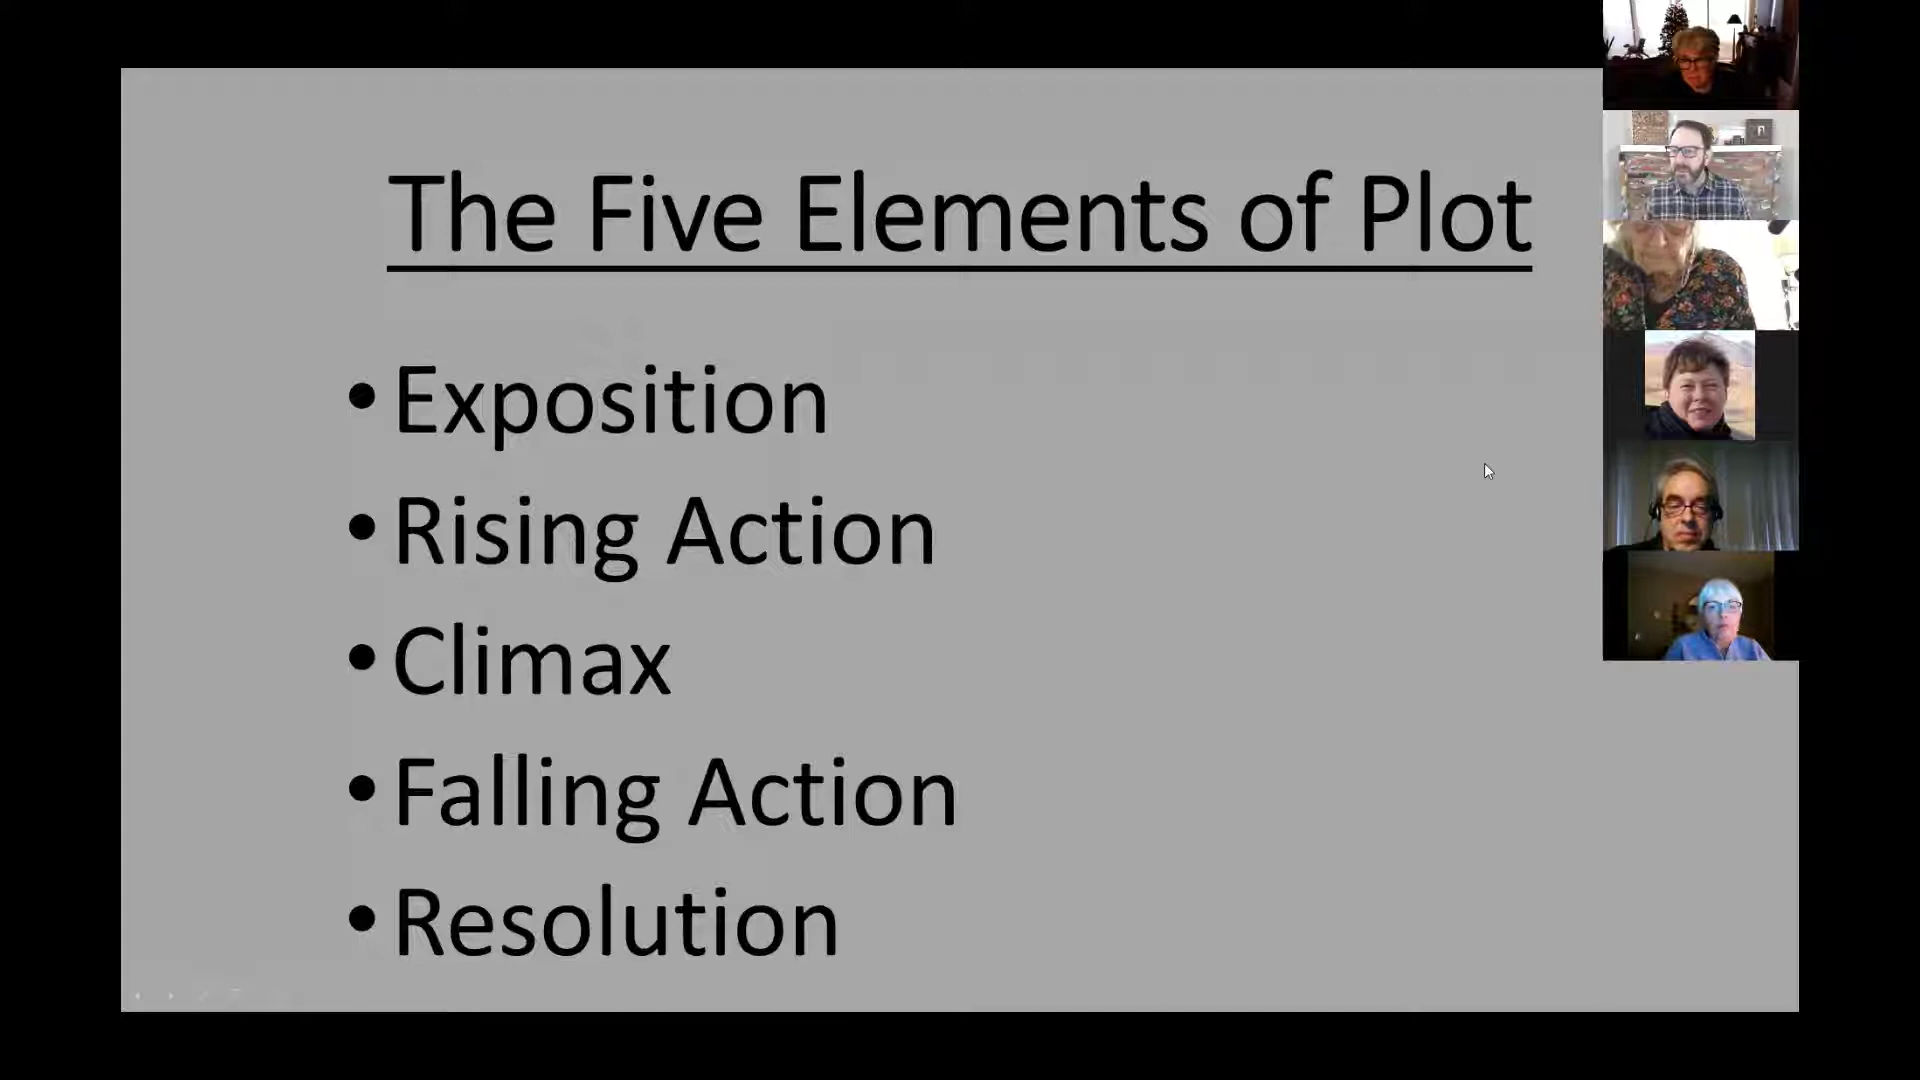 The Five Elements of Plot
• Exposition
• Rising Action
• Climax
• Falling Action
• Resolution